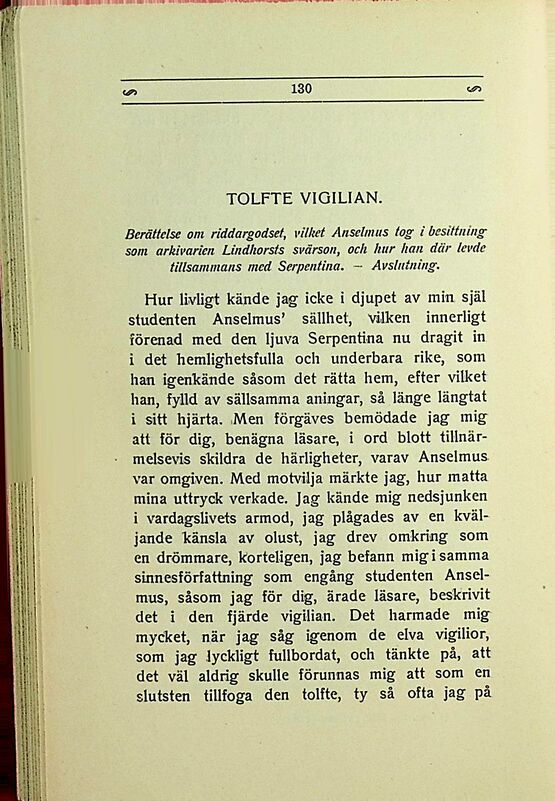 130
TOLFTE VIGILIAN.
Berättelse om riddargodset, vilket Anselmus tog i besittning
som arkivarien Lindhorsts svärson, och hur han där levde
tillsammans med Serpentina. – Avslutning.
Hur livligt kände jag icke i djupet av min själ
studenten Anselmus' sällhet, vilken innerligt
förenad med den ljuva Serpentina nu dragit in
i det hemlighetsfulla och underbara rike, som
han igenkände såsom det rätta hem, efter vilket
han, fylld av sällsamma aningar, så länge längtat
i sitt hjärta. Men förgäves bemödade jag mig
att för dig, benägna läsare, i ord blott tillnär-
melsevis skildra de härligheter, varav Anselmus
var omgiven. Med motvilja märkte jag, hur matta
mina uttryck verkade. Jag kände mig nedsjunken
i vardagslivets armod, jag plågades av en kväl-
jande känsla av olust, jag drev omkring som
en drömmare, korteligen, jag befann mig i samma
sinnesförfattning som engång studenten Ansel-
mus, såsom jag för dig, ärade läsare, beskrivit
det i den fjärde vigilian. Det harmade mig
mycket, när jag såg igenom de elva vigilior,
som jag lyckligt fullbordat, och tänkte på, att
det väl aldrig skulle förunnas mig att som en
slutsten tillfoga den tolfte, ty så ofta jag på